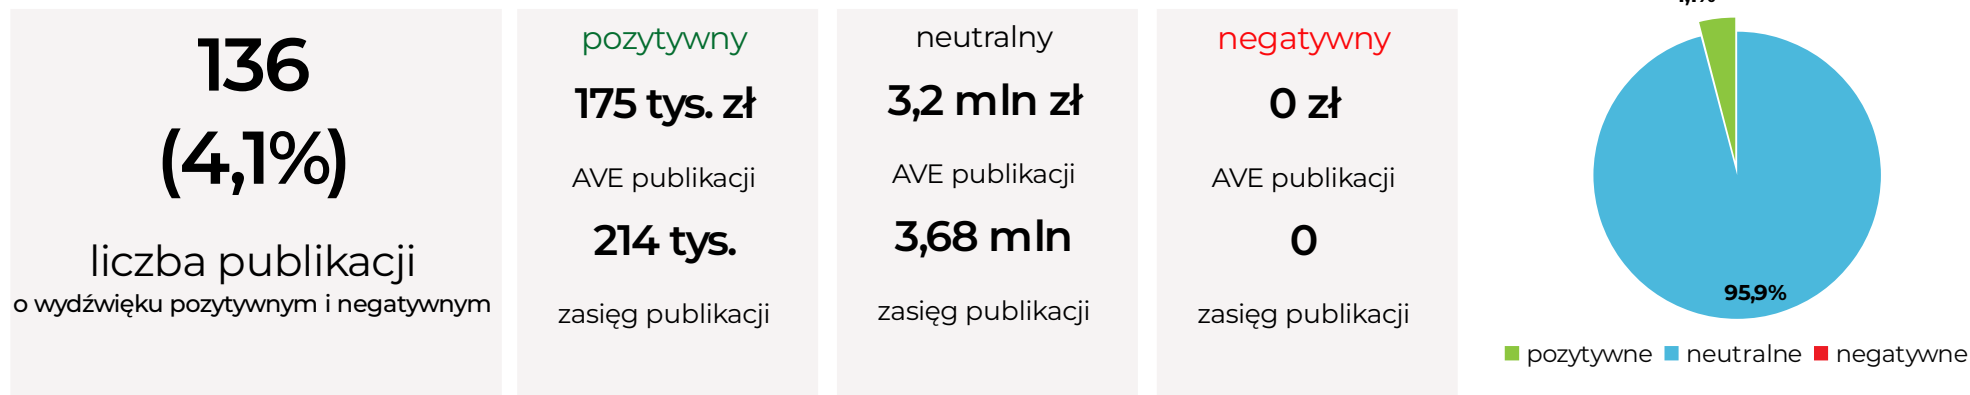 136
(4,1%)
liczba publikacji
o wydźwięku pozytywnym i negatywnym
pozytywny
175 tys. zł
AVE publikacji
214 tys.
zasięg publikacji
neutralny
3,2 mln zł
AVE publikacji
3,68 mln
zasięg publikacji
negatywny
0 zł
AVE publikacji
0
zasięg publikacji
95,9%
pozytywne neutralne negatywne